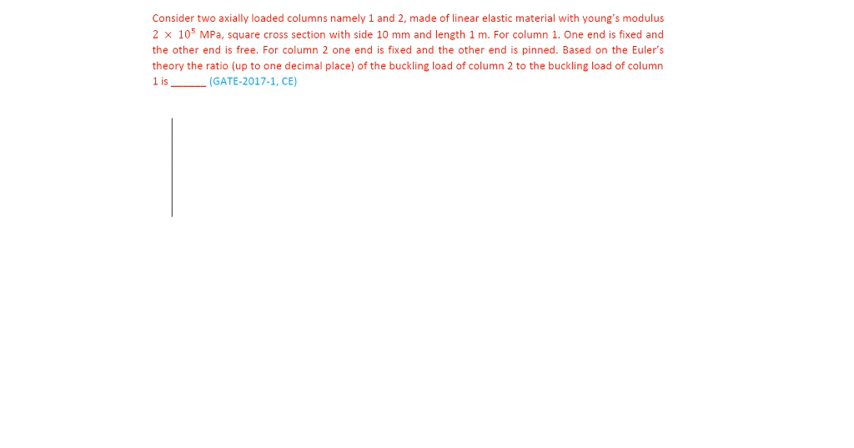 Consider two axially loaded columns namely 1 and 2, made of linear elastic material with young's modulus
2 × 10⁵ MPa, square cross section with side 10 mm and length 1 m. For column 1. One end is fixed and
the other end is free. For column 2 one end is fixed and the other end is pinned. Based on the Euler's
theory the ratio (up to one decimal place) of the buckling load of column 2 to the buckling load of column
1 is ______ (GATE-2017-1, CE)